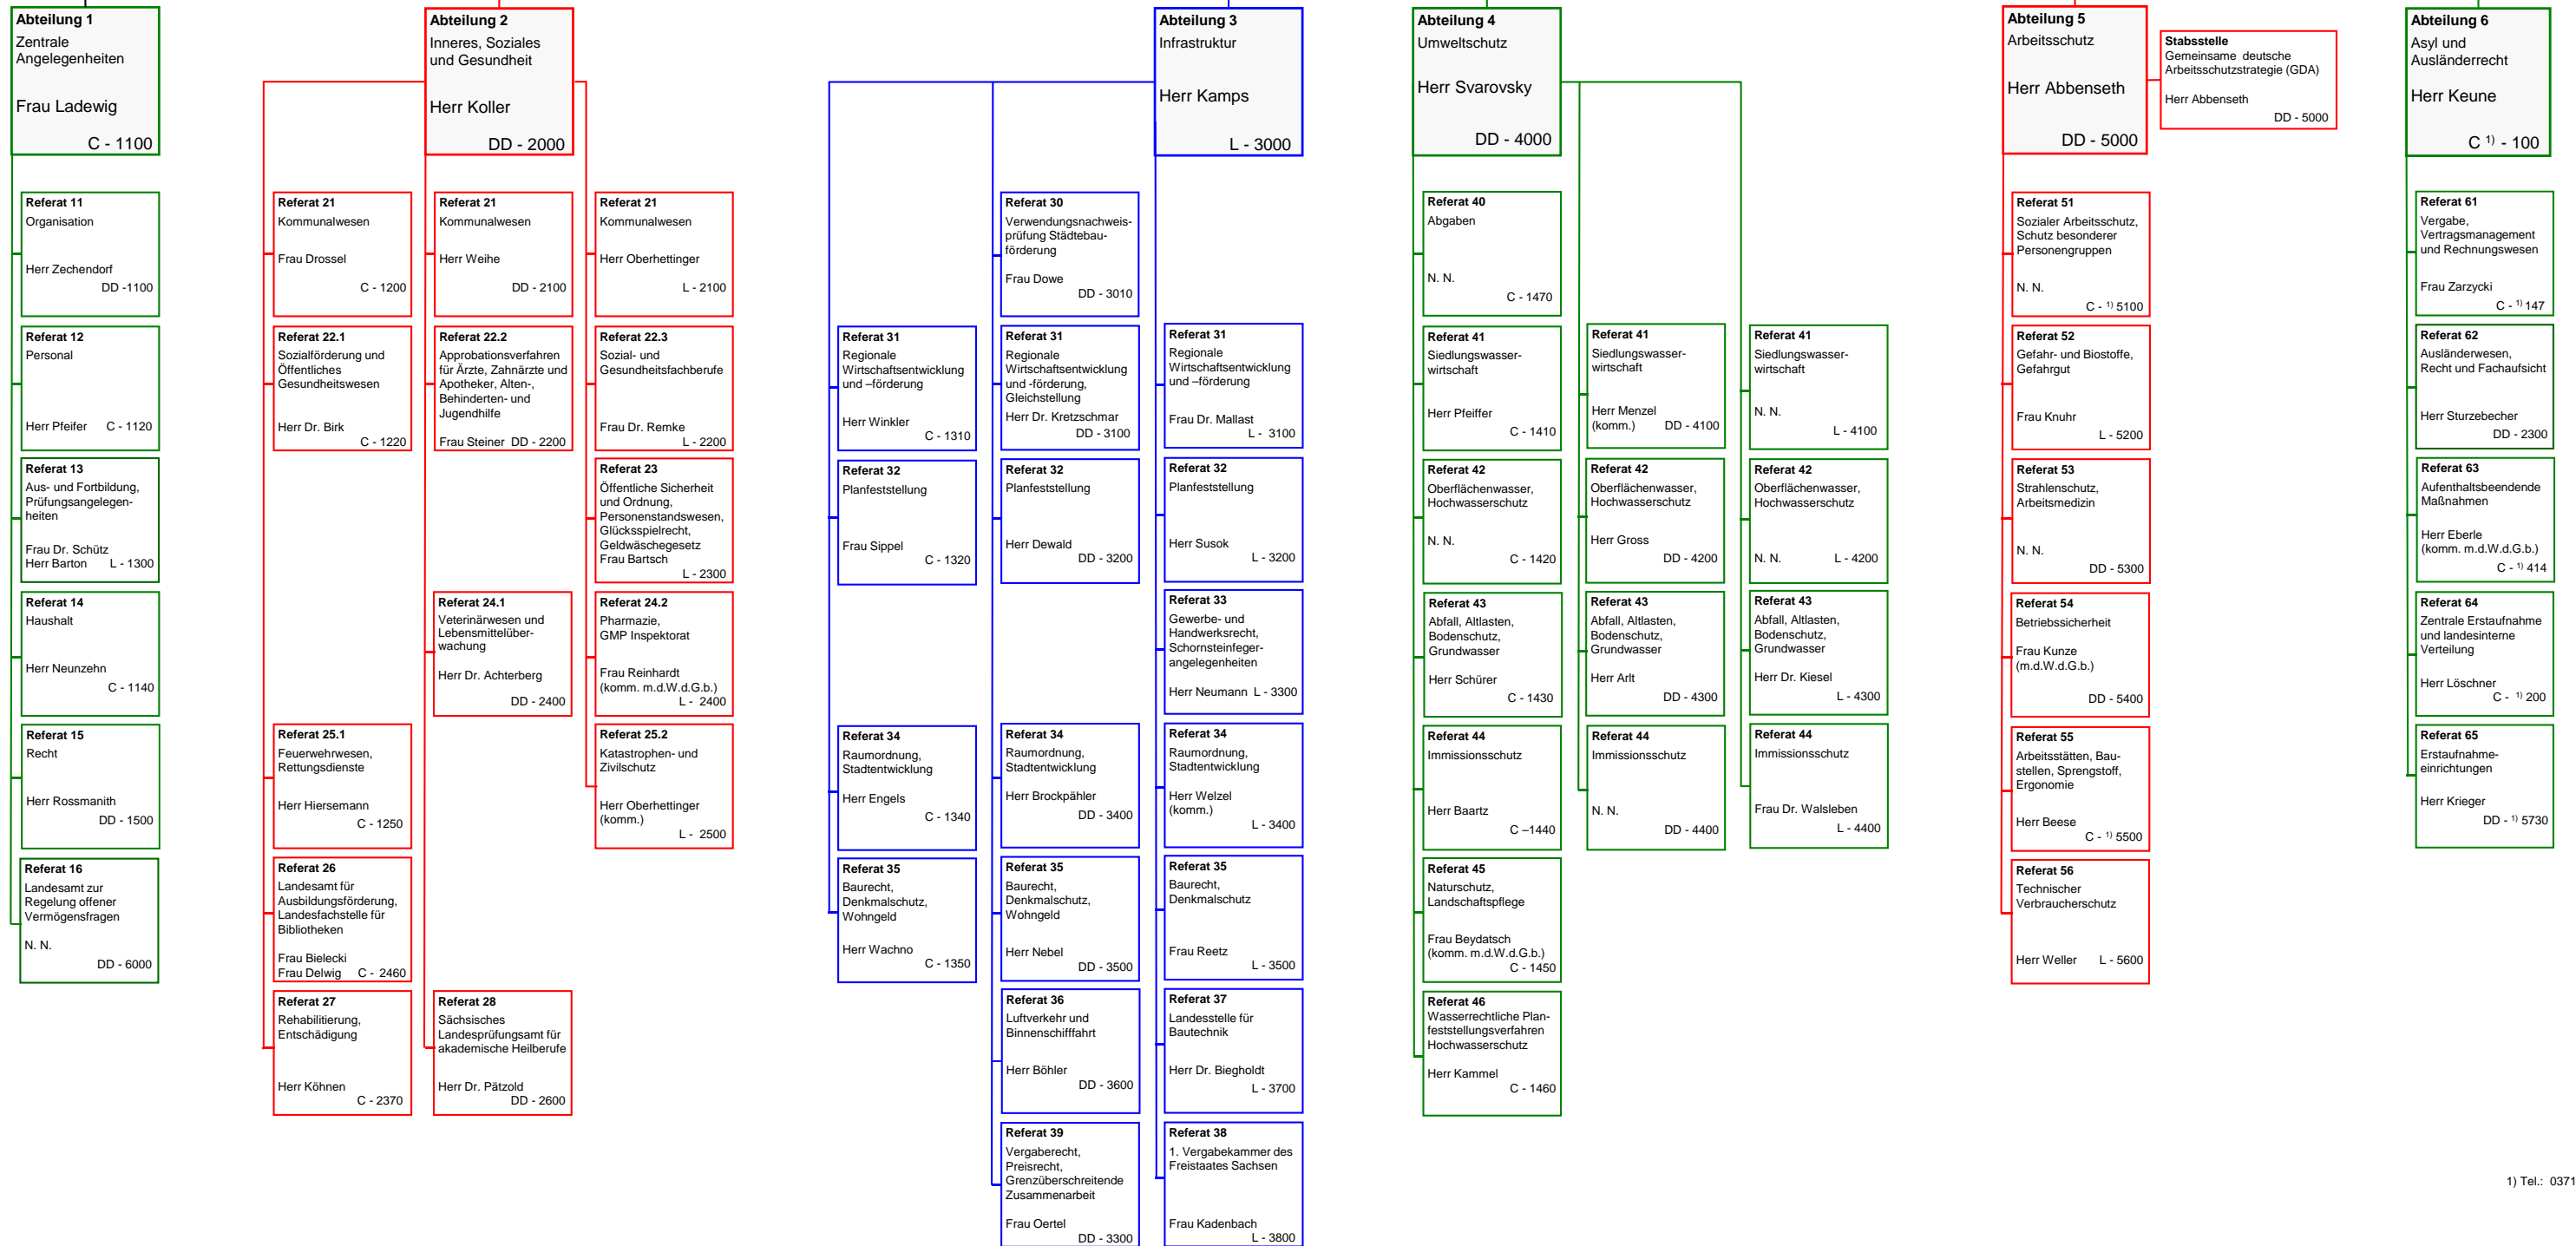 Abteilung 1
Zentrale
Angelegenheiten
Frau Ladewig
C - 1100
Referat 11
Organisation
Herr Zechendorf
DD -1100
Referat 12
Personal
Herr Pfeifer C - 1120
Referat 13
Aus- und Fortbildung,
Prüfungsangelegen-
heiten
Frau Dr. Schütz
Herr Barton L - 1300
Referat 14
Haushalt
Herr Neunzehn
C - 1140
Referat 15
Recht
Herr Rossmanith
DD - 1500
Referat 16
Landesamt zur
Regelung offener
Vermögensfragen
N. N.
DD - 6000
Abteilung 2
Inneres, Soziales
und Gesundheit
Herr Koller
DD - 2000
Referat 21
Kommunalwesen
Frau Drossel
C - 1200
Referat 22.1
Sozialförderung und
Öffentliches
Gesundheitswesen
Herr Dr. Birk
C - 1220
Referat 25.1
Feuerwehrwesen,
Rettungsdienste
Herr Hiersemann
C - 1250
Referat 26
Landesamt für
Ausbildungsförderung,
Landesfachstelle für
Bibliotheken
Frau Bielecki
Frau Delwig C - 2460
Referat 27
Rehabilitierung,
Entschädigung
Herr Köhnen
C - 2370
Referat 21
Kommunalwesen
Herr Weihe
DD - 2100
Referat 22.2
Approbationsverfahren
für Ärzte, Zahnärzte und
Apotheker, Alten-,
Behinderten- und
Jugendhilfe
Frau Steiner DD - 2200
Referat 24.1
Veterinärwesen und
Lebensmittelüber-
wachung
Herr Dr. Achterberg
DD - 2400
Referat 28
Sächsisches
Landesprüfungsamt für
akademische Heilberufe
Herr Dr. Pätzold
DD - 2600
Referat 21
Kommunalwesen
Herr Oberhettinger
L - 2100
Referat 22.3
Sozial- und
Gesundheitsfachberufe
Frau Dr. Remke
L - 2200
Referat 23
Öffentliche Sicherheit
und Ordnung,
Personenstandswesen,
Glücksspielrecht,
Geldwäschegesetz
Frau Bartsch
L - 2300
Referat 24.2
Pharmazie,
GMP Inspektorat
Frau Reinhardt
(komm. m.d.W.d.G.b.)
L - 2400
Referat 25.2
Katastrophen- und
Zivilschutz
Herr Oberhettinger
(komm.)
L - 2500
Abteilung 3
Infrastruktur
Herr Kamps
L - 3000
Referat 31
Regionale
Wirtschaftsentwicklung
und –förderung
Herr Winkler
C - 1310
Referat 32
Planfeststellung
Frau Sippel
C - 1320
Referat 34
Raumordnung,
Stadtentwicklung
Herr Engels
C - 1340
Referat 35
Baurecht,
Denkmalschutz,
Wohngeld
Herr Wachno
C - 1350
Referat 30
Verwendungsnachweis-
prüfung Städtebau-
förderung
Frau Dowe
DD - 3010
Referat 31
Regionale
Wirtschaftsentwicklung
und -förderung,
Gleichstellung
Herr Dr. Kretzschmar
DD - 3100
Referat 32
Planfeststellung
Herr Dewald
DD - 3200
Referat 34
Raumordnung,
Stadtentwicklung
Herr Brockpähler
DD - 3400
Referat 35
Baurecht,
Denkmalschutz,
Wohngeld
Herr Nebel
DD - 3500
Referat 36
Luftverkehr und
Binnenschifffahrt
Herr Böhler
DD - 3600
Referat 39
Vergaberecht,
Preisrecht,
Grenzüberschreitende
Zusammenarbeit
Frau Oertel
DD - 3300
Referat 31
Regionale
Wirtschaftsentwicklung
und –förderung
Frau Dr. Mallast
L - 3100
Referat 32
Planfeststellung
Herr Susok
L - 3200
Referat 33
Gewerbe- und
Handwerksrecht,
Schornsteinfeger-
angelegenheiten
Herr Neumann L - 3300
Referat 34
Raumordnung,
Stadtentwicklung
Herr Welzel
(komm.)
L - 3400
Referat 35
Baurecht,
Denkmalschutz
Frau Reetz
L - 3500
Referat 37
Landesstelle für
Bautechnik
Herr Dr. Biegholdt
L - 3700
Referat 38
1. Vergabekammer des
Freistaates Sachsen
Frau Kadenbach
L - 3800
Abteilung 4
Umweltschutz
Herr Svarovsky
DD - 4000
Referat 40
Abgaben
N. N.
C - 1470
Referat 41
Siedlungswasser-
wirtschaft
Herr Pfeiffer
C - 1410
Referat 42
Oberflächenwasser,
Hochwasserschutz
N. N.
C - 1420
Referat 43
Abfall, Altlasten,
Bodenschutz,
Grundwasser
Herr Schürer
C - 1430
Referat 44
Immissionsschutz
Herr Baartz
C –1440
Referat 45
Naturschutz,
Landschaftspflege
Frau Beydatsch
(komm. m.d.W.d.G.b.)
C - 1450
Referat 46
Wasserrechtliche Plan-
feststellungsverfahren
Hochwasserschutz
Herr Kammel
C - 1460
Referat 41
Siedlungswasser-
wirtschaft
Herr Menzel
(komm.) DD - 4100
Referat 42
Oberflächenwasser,
Hochwasserschutz
Herr Gross
DD - 4200
Referat 43
Abfall, Altlasten,
Bodenschutz,
Grundwasser
Herr Arlt
DD - 4300
Referat 44
Immissionsschutz
N. N.
DD - 4400
Referat 41
Siedlungswasser-
wirtschaft
N. N.
L - 4100
Referat 42
Oberflächenwasser,
Hochwasserschutz
N. N. L - 4200
Referat 43
Abfall, Altlasten,
Bodenschutz,
Grundwasser
Herr Dr. Kiesel
L - 4300
Referat 44
Immissionsschutz
Frau Dr. Walsleben
L - 4400
Abteilung 5
Arbeitsschutz
Herr Abbenseth
DD - 5000
Stabsstelle
Gemeinsame deutsche
Arbeitsschutzstrategie (GDA)
Herr Abbenseth
DD - 5000
Referat 51
Sozialer Arbeitsschutz,
Schutz besonderer
Personengruppen
N. N.
C - 1) 5100
Referat 52
Gefahr- und Biostoffe,
Gefahrgut
Frau Knuhr
L - 5200
Referat 53
Strahlenschutz,
Arbeitsmedizin
N. N.
DD - 5300
Referat 54
Betriebssicherheit
Frau Kunze
(m.d.W.d.G.b.)
DD - 5400
Referat 55
Arbeitsstätten, Bau-
stellen, Sprengstoff,
Ergonomie
Herr Beese
C - 1) 5500
Referat 56
Technischer
Verbraucherschutz
Herr Weller L - 5600
Abteilung 6
Asyl und
Ausländerrecht
Herr Keune
C 1) - 100
Referat 61
Vergabe,
Vertragsmanagement
und Rechnungswesen
Frau Zarzycki
C - 1) 147
Referat 62
Ausländerwesen,
Recht und Fachaufsicht
Herr Sturzebecher
DD - 2300
Referat 63
Aufenthaltsbeendende
Maßnahmen
Herr Eberle
(komm. m.d.W.d.G.b.)
C - 1) 414
Referat 64
Zentrale Erstaufnahme
und landesinterne
Verteilung
Herr Löschner
C - 1) 200
Referat 65
Erstaufnahme-
einrichtungen
Herr Krieger
DD - 1) 5730
1) Tel.: 0371